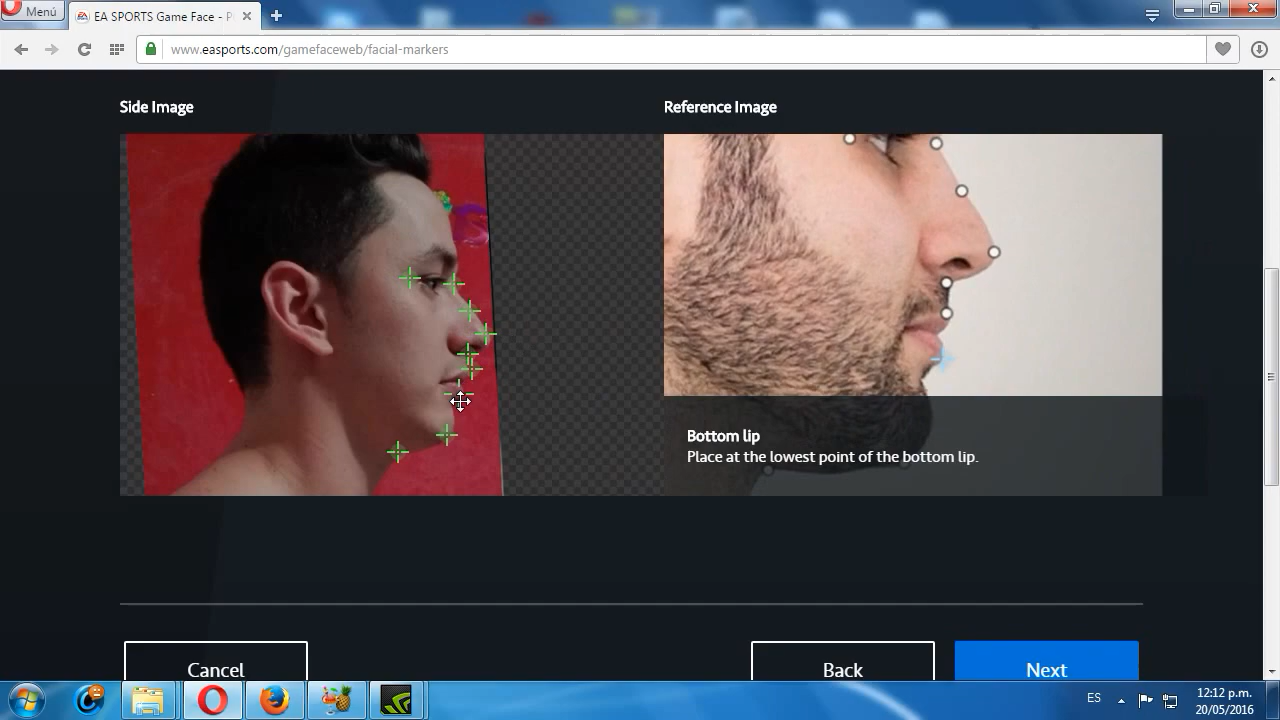 Menú
EA SPORTS Game Face - P
www.easports.com/gamefaceweb/facial-markers
Side Image
Reference Image
Bottom lip
Place at the lowest point of the bottom lip.
Cancel
Back
Next
ES
12:12 p.m.
20/05/2016